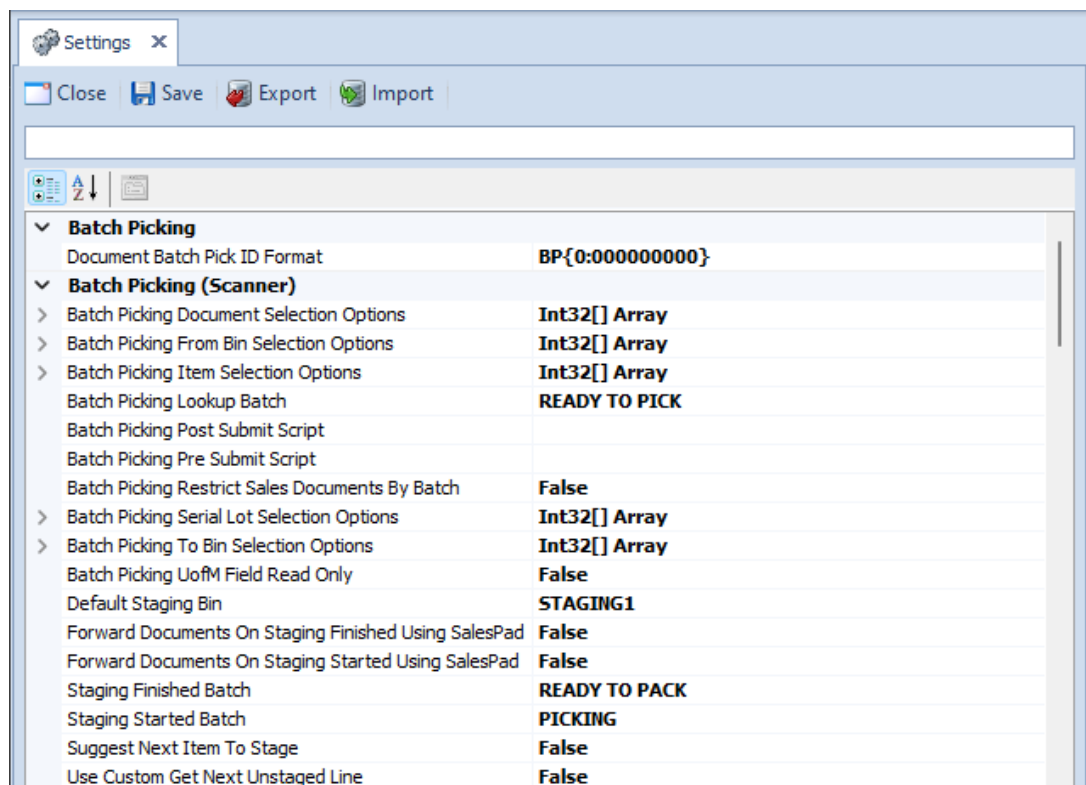 Settings
Close Save Export Import
Batch Picking
Document Batch Pick ID Format BP{0:000000000}
Batch Picking (Scanner)
Batch Picking Document Selection Options Int32[] Array
Batch Picking From Bin Selection Options Int32[] Array
Batch Picking Item Selection Options Int32[] Array
Batch Picking Lookup Batch READY TO PICK
Batch Picking Post Submit Script
Batch Picking Pre Submit Script
Batch Picking Restrict Sales Documents By Batch False
Batch Picking Serial Lot Selection Options Int32[] Array
Batch Picking To Bin Selection Options Int32[] Array
Batch Picking UofM Field Read Only False
Default Staging Bin STAGING1
Forward Documents On Staging Finished Using SalesPad False
Forward Documents On Staging Started Using SalesPad False
Staging Finished Batch READY TO PACK
Staging Started Batch PICKING
Suggest Next Item To Stage False
Use Custom Get Next Unstaged Line False